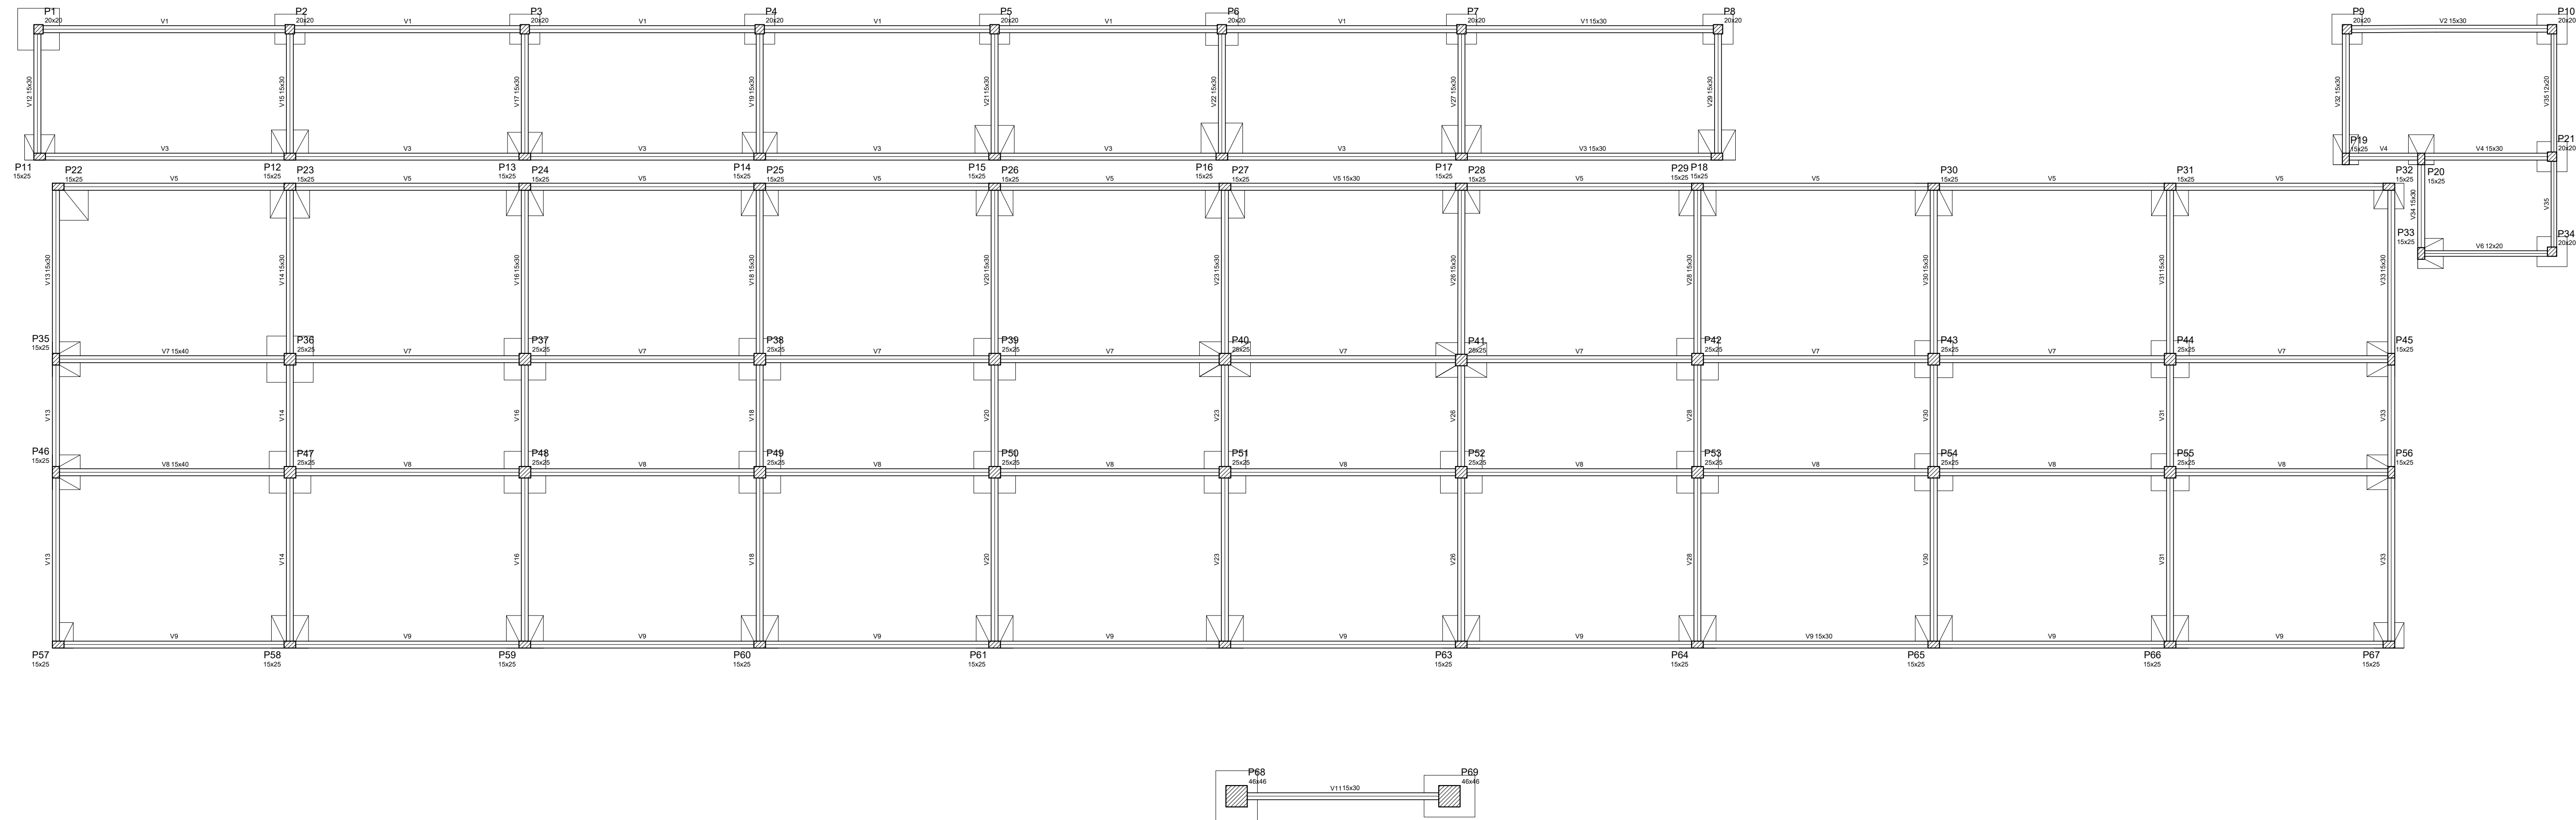 P1
20x20
P2
20x20
P3
20x20
P4
20x20
P5
20x20
P6
20x20
P7
20x20
P8
20x20
P9
20x20
P10
20x20
V1
V1
V1
V1
V1
V1
V1 15x30
V2 15x30
V12 15x30
V15 15x30
V17 15x30
V19 15x30
V21 15x30
V22 15x30
V27 15x30
V29 15x30
V32 15x30
V35 12x20
V3
V3
V3
V3
V3
V3
V3 15x30
P19
15x25
V4
V4 15x30
P21
20x20
P11
15x25
P22
15x25
P12
15x25
P23
15x25
P13
15x25
P24
15x25
P14
15x25
P25
15x25
P15
15x25
P26
15x25
P16
15x25
P27
15x25
P17
15x25
P28
15x25
P29
15x25
P18
15x25
P30
15x25
P31
15x25
P32
15x25
P20
15x25
V5
V5
V5
V5
V5
V5 15x30
V5
V5
V5
V5
V34 15x30
V35
P33
15x25
V6 12x20
P34
20x20
V13 15x30
V14 15x30
V16 15x30
V18 15x30
V20 15x30
V23 15x30
V26 15x30
V28 15x30
V30 15x30
V31 15x30
V33 15x30
P35
15x25
P36
25x25
P37
25x25
P38
25x25
P39
25x25
P40
25x25
P41
25x25
P42
25x25
P43
25x25
P44
25x25
P45
15x25
V7 15x40
V7
V7
V7
V7
V7
V7
V7
V7
V7
V13
V14
V16
V18
V20
V23
V26
V28
V30
V31
V33
P46
15x25
P47
25x25
P48
25x25
P49
25x25
P50
25x25
P51
25x25
P52
25x25
P53
25x25
P54
25x25
P55
25x25
P56
15x25
V8 15x40
V8
V8
V8
V8
V8
V8
V8
V8
V8
V13
V14
V16
V18
V20
V23
V26
V28
V30
V31
V33
V9
V9
V9
V9
V9
V9
V9
V9 15x30
V9
V9
P57
15x25
P58
15x25
P59
15x25
P60
15x25
P61
15x25
P63
15x25
P64
15x25
P65
15x25
P66
15x25
P67
15x25
P68
46x46
P69
46x46
V11 15x30